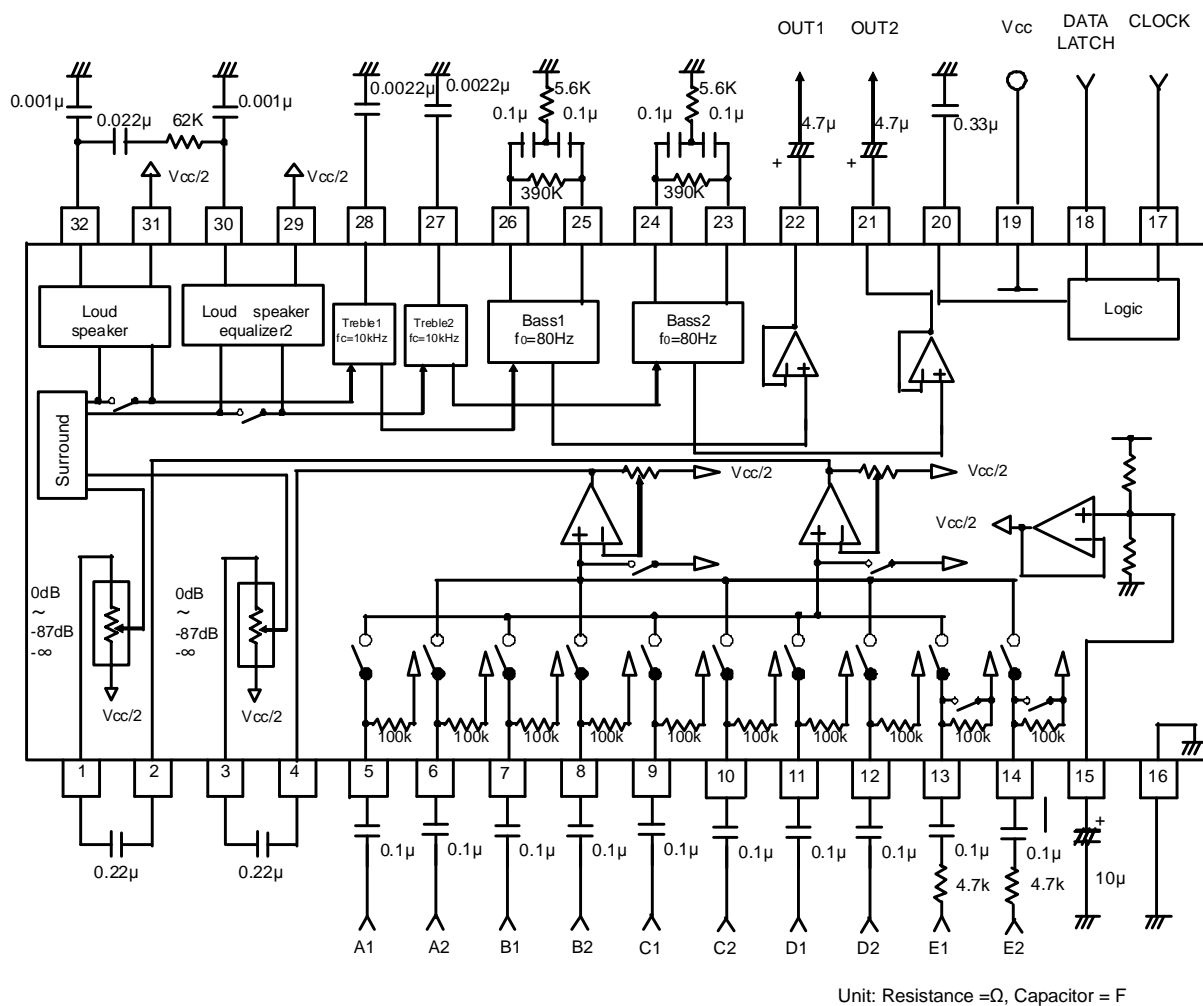 OUT1 OUT2 Vcc DATA CLOCK
LATCH
0.001μ 0.001μ 0.0022μ 0.0022μ 5.6K 5.6K
0.022μ 62K 0.1μ 0.1μ 0.1μ 0.1μ 4.7μ 4.7μ 0.33μ
+ +
Vcc/2 Vcc/2 390K 390K
32 31 30 29 28 27 26 25 24 23 22 21 20 19 18 17
Loud
speaker
Loud speaker
equalizer2
Treble1
fc=10kHz
Treble2
fc=10kHz
Bass1
f0=80Hz
Bass2
f0=80Hz
Logic
Surround
Vcc/2 Vcc/2
Vcc/2
0dB
~
-87dB
-∞
0dB
~
-87dB
-∞
Vcc/2 Vcc/2
100k 100k 100k 100k 100k 100k 100k 100k 100k 100k
1 2 3 4 5 6 7 8 9 10 11 12 13 14 15 16
0.22μ 0.22μ 0.1μ 0.1μ 0.1μ 0.1μ 0.1μ 0.1μ 0.1μ 0.1μ 0.1μ 0.1μ +
4.7k 4.7k 10μ
A1 A2 B1 B2 C1 C2 D1 D2 E1 E2
Unit: Resistance =Ω, Capacitor = F